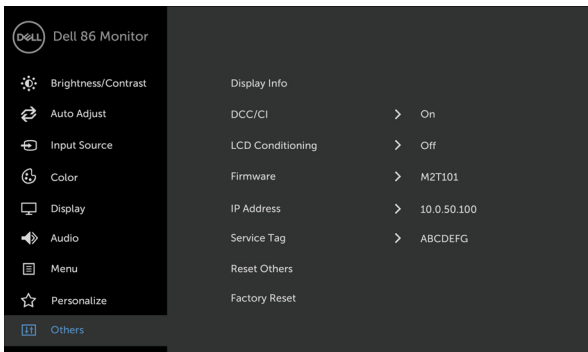 DELL Dell 86 Monitor
Brightness/Contrast
Auto Adjust
Input Source
Color
Display
Audio
Menu
Personalize
Others
Display Info
DCC/CI > On
LCD Conditioning > Off
Firmware > M2T101
IP Address > 10.0.50.100
Service Tag > ABCDEFG
Reset Others
Factory Reset